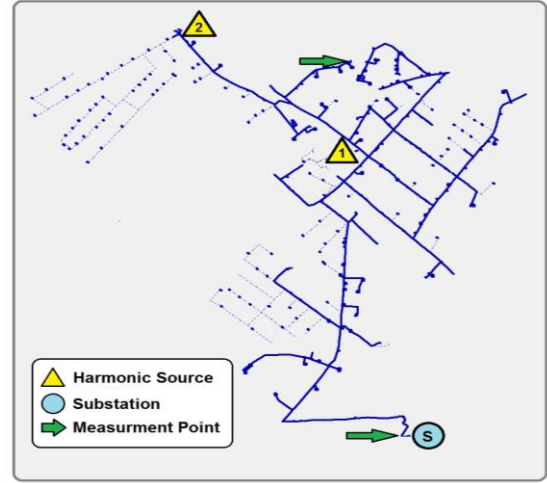 2
1
Harmonic Source
Substation
Measurment Point
S